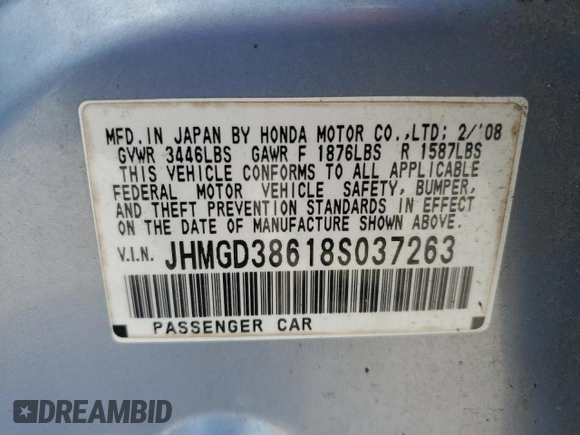 MFD.IN JAPAN BY HONDA MOTOR CO.,LTD; 2/'08
GVWR 3446LBS GAWR F 1876LBS R 1587LBS
THIS VEHICLE CONFORMS TO ALL APPLICABLE
FEDERAL MOTOR VEHICLE SAFETY, BUMPER,
AND THEFT PREVENTION STANDARDS IN EFFECT
ON THE DATE OF MANUFACTURE SHOWN ABOVE.
V.I.N. JHMGD38618S037263
PASSENGER CAR
DREAMBID